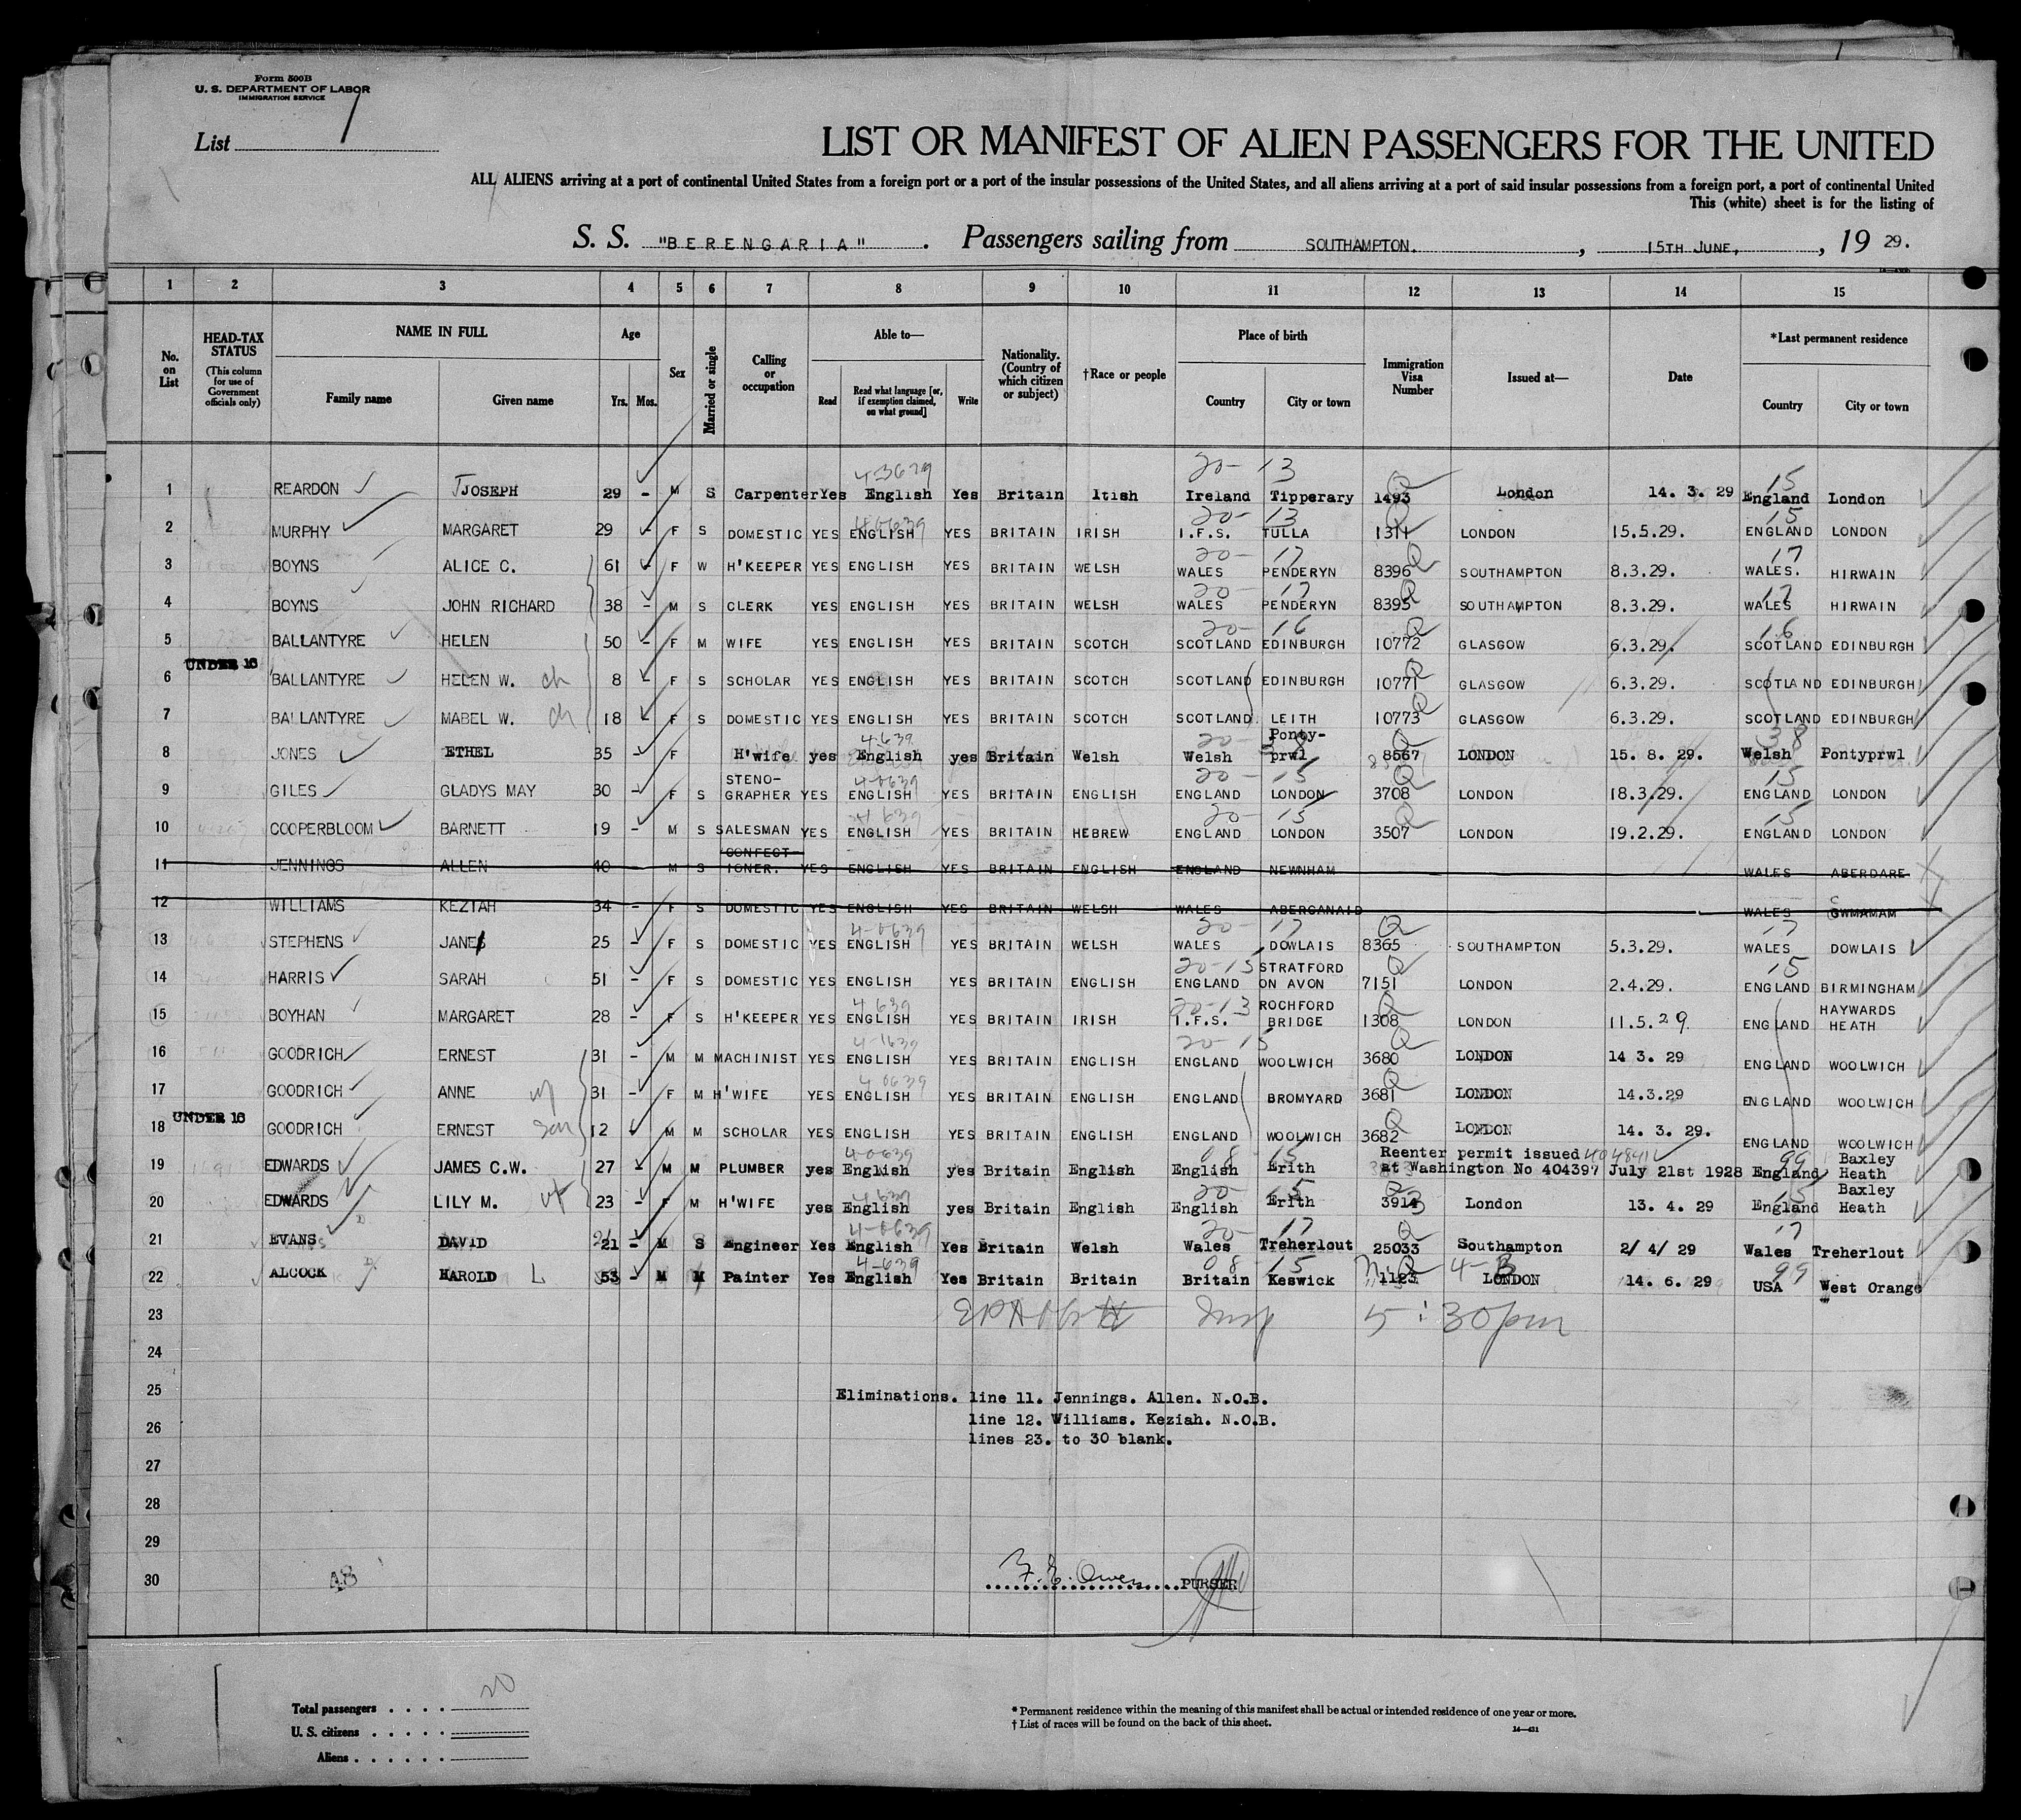 Form 500B
U. S. DEPARTMENT OF LABOR
IMMIGRATION SERVICE
List 7
LIST OR MANIFEST OF ALIEN PASSENGERS FOR THE UNITED
ALL ALIENS arriving at a port of continental United States from a foreign port or a port of the insular possessions of the United States, and all aliens arriving at a port of said insular possessions from a foreign port, a port of continental United
This (white) sheet is for the listing of
S. S. "BERENGARIA" . Passengers sailing from SOUTHAMPTON. , 15TH JUNE, , 19 29.
1 2 3 4 5 6 7 8 9 10 11 12 13 14 15
No. on List
HEAD-TAX STATUS (This column for use of Government officials only)
NAME IN FULL Family name Given name
Age Yrs. Mos.
Sex
Married or single
Calling or occupation
Able to— Read Read what language [or, if exemption claimed, on what ground] Write
Nationality. (Country of which citizen or subject)
†Race or people
Place of birth Country City or town
Immigration Visa Number
Issued at—
Date
*Last permanent residence Country City or town
1 REARDON JOSEPH 29 - M S Carpenter Yes English Yes Britain Itish Ireland Tipperary 1493 London 14. 3. 29 England London
2 MURPHY MARGARET 29 - F S DOMESTIC YES ENGLISH YES BRITAIN IRISH I.F.S. TULLA 1311 LONDON 15.5.29. ENGLAND LONDON
3 BOYNS ALICE C. 61 - F W H'KEEPER YES ENGLISH YES BRITAIN WELSH WALES PENDERYN 8396 SOUTHAMPTON 8.3.29. WALES. HIRWAIN
4 BOYNS JOHN RICHARD 38 - M S CLERK YES ENGLISH YES BRITAIN WELSH WALES PENDERYN 8395 SOUTHAMPTON 8.3.29. WALES HIRWAIN
5 BALLANTYRE HELEN 50 - F M WIFE YES ENGLISH YES BRITAIN SCOTCH SCOTLAND EDINBURGH 10772 GLASGOW 6.3.29. SCOTLAND EDINBURGH
UNDER 16
6 BALLANTYRE HELEN W. ch 8 - F S SCHOLAR YES ENGLISH YES BRITAIN SCOTCH SCOTLAND EDINBURGH 10771 GLASGOW 6.3.29. SCOTLAND EDINBURGH
7 BALLANTYRE MABEL W. ch 18 - F S DOMESTIC YES ENGLISH YES BRITAIN SCOTCH SCOTLAND. LEITH 10773 GLASGOW 6.3.29. SCOTLAND EDINBURGH
8 JONES ETHEL 35 - F H'wife yes English yes Britain Welsh Welsh Ponty-prwl 8567 LONDON 15. 8. 29. Welsh Pontyprwl
9 GILES GLADYS MAY 30 - F S STENO-GRAPHER YES ENGLISH YES BRITAIN ENGLISH ENGLAND LONDON 3708 LONDON 18.3.29. ENGLAND LONDON
10 COOPERBLOOM BARNETT 19 - M S SALESMAN YES ENGLISH YES BRITAIN HEBREW ENGLAND LONDON 3507 LONDON 19.2.29. ENGLAND LONDON
11 JENNINGS ALLEN 40 - M S CONFECT-IONER. YES ENGLISH YES BRITAIN ENGLISH ENGLAND NEWNHAM WALES ABERDARE
12 WILLIAMS KEZIAH 34 - F S DOMESTIC YES ENGLISH YES BRITAIN WELSH WALES ABERCANAID WALES CWMAMAM
13 STEPHENS JANE 25 - F S DOMESTIC YES ENGLISH YES BRITAIN WELSH WALES DOWLAIS 8365 SOUTHAMPTON 5.3.29. WALES DOWLAIS
14 HARRIS SARAH 51 - F S DOMESTIC YES ENGLISH YES BRITAIN ENGLISH ENGLAND STRATFORD ON AVON 7151 LONDON 2.4.29. ENGLAND BIRMINGHAM
15 BOYHAN MARGARET 28 - F S H'KEEPER YES ENGLISH YES BRITAIN IRISH I.F.S. ROCHFORD BRIDGE 1308 LONDON 11.5.29. ENGLAND HAYWARDS HEATH
16 GOODRICH ERNEST 31 - M M MACHINIST YES ENGLISH YES BRITAIN ENGLISH ENGLAND WOOLWICH 3680 LONDON 14 3. 29 ENGLAND WOOLWICH
17 GOODRICH ANNE wf 31 - F M H'WIFE YES ENGLISH YES BRITAIN ENGLISH ENGLAND BROMYARD 3681 LONDON 14.3.29 ENGLAND WOOLWICH
UNDER 16
18 GOODRICH ERNEST son 12 M M SCHOLAR YES ENGLISH YES BRITAIN ENGLISH ENGLAND WOOLWICH 3682 LONDON 14. 3. 29. ENGLAND WOOLWICH
19 EDWARDS JAMES C.W. 27 - M M PLUMBER yes English yes Britain English English Erith Reenter permit issued at Washington No 404397 July 21st 1928 England Baxley Heath
20 EDWARDS LILY M. wf 23 - F M H'WIFE yes English yes Britain English English Erith 3913 London 13. 4. 29 England Baxley Heath
21 EVANS DAVID 21 - M S Engineer Yes English Yes Britain Welsh Wales Treherlout 25033 Southampton 2/ 4/ 29 Wales Treherlout
22 ALCOCK HAROLD L 53 - M M Painter Yes English Yes Britain Britain Britain Keswick 1123 LONDON 14. 6. 29 USA West Orange
23 5:30 pm
24
25 Eliminations. line 11. Jennings. Allen. N.O.B.
26 line 12. Williams. Keziah. N.O.B.
lines 23. to 30 blank.
27
28
29
30 48 F. E. Owen PURSER
Total passengers . . . . 20
U. S. citizens . . . . .
Aliens . . . . . .
* Permanent residence within the meaning of this manifest shall be actual or intended residence of one year or more.
† List of races will be found on the back of this sheet.
14—431